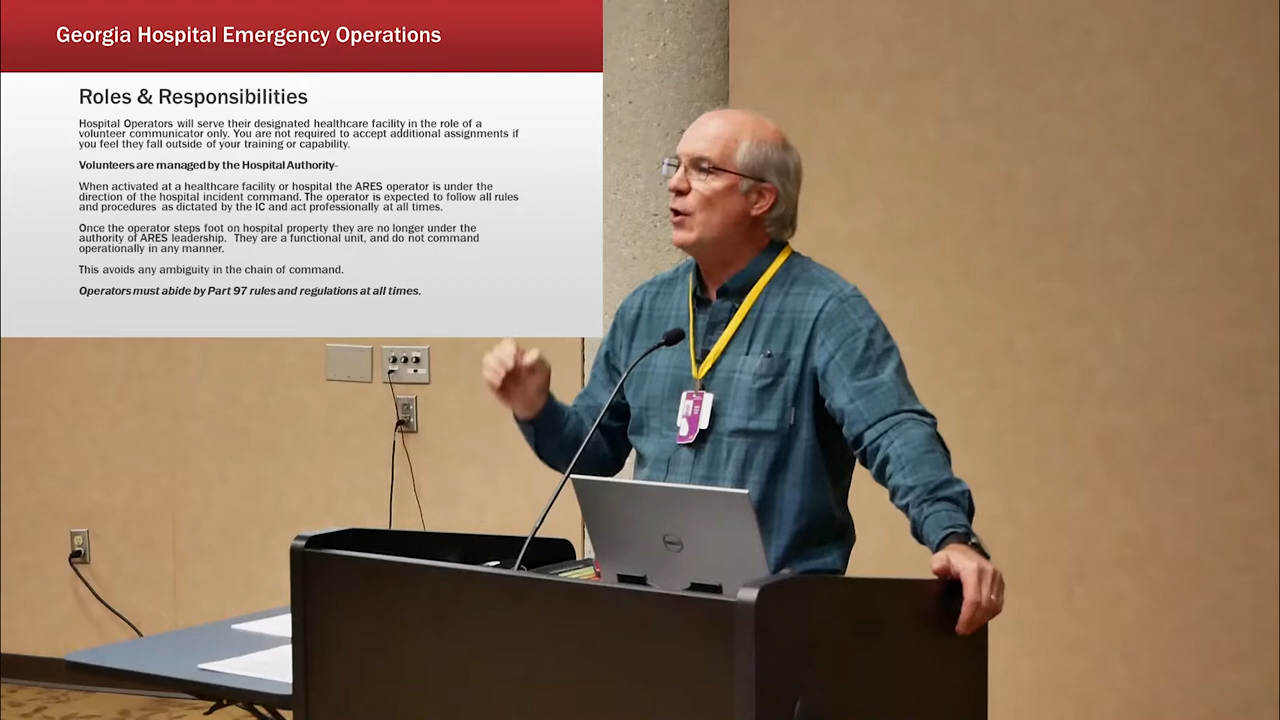 Georgia Hospital Emergency Operations
Roles & Responsibilities
Hospital Operators will serve their designated healthcare facility in the role of a
volunteer communicator only. You are not required to accept additional assignments if
you feel they fall outside of your training or capability.
Volunteers are managed by the Hospital Authority-
When activated at a healthcare facility or hospital the ARES operator is under the
direction of the hospital incident command. The operator is expected to follow all rules
and procedures as dictated by the IC and act professionally at all times.
Once the operator steps foot on hospital property they are no longer under the
authority of ARES leadership. They are a functional unit, and do not command
operationally in any manner.
This avoids any ambiguity in the chain of command.
Operators must abide by Part 97 rules and regulations at all times.
DELL